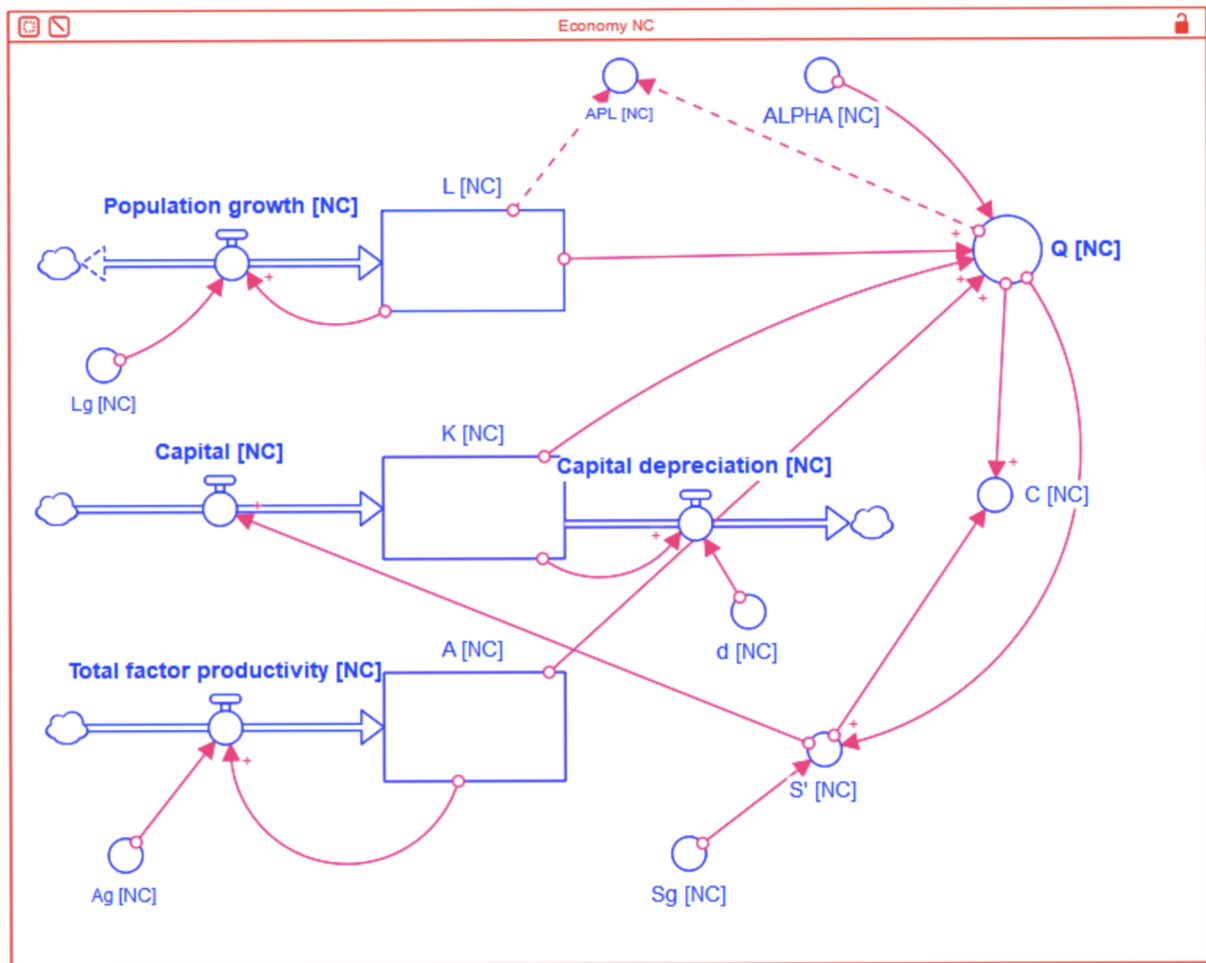 Economy NC
APL [NC]
ALPHA [NC]
L [NC]
Population growth [NC]
+
Q [NC]
+
+
+
Lg [NC]
K [NC]
Capital [NC]
Capital depreciation [NC]
+
+
+
C [NC]
d [NC]
A [NC]
Total factor productivity [NC]
+
+
S' [NC]
Ag [NC]
Sg [NC]